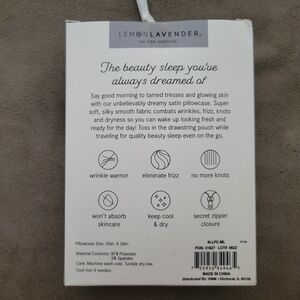 LEMONLAVENDER®
The beauty sleep you've
always dreamed of
Say good morning to tamed tresses and glowing skin
with our unbelievably dreamy satin pillowcase. Super
soft, silky smooth fabric combats wrinkles, frizz, knots
and dryness so you can wake up looking fresh and
ready for the day! Toss in the drawstring pouch while
traveling for quality beauty sleep even on the go.
wrinkle warrior
eliminate frizz
no more knots
won't absorb
skincare
keep cool
& dry
secret zipper
closure
Pillowcase Size: 20in. X 28in.
Material Contents: 97% Polyester
3% Spandex
Care: Machine wash cold. Tumble dry low.
Cool iron if needed.
#LLPC-ML
MADE IN CHINA